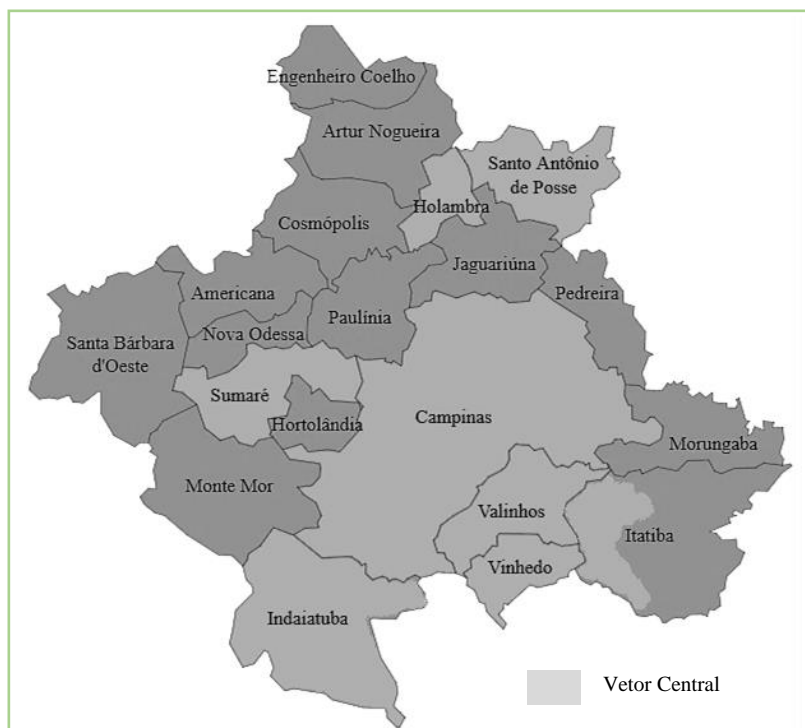 Engenheiro Coelho
Artur Nogueira
Santo Antônio
de Posse
Holambra
Cosmópolis
Jaguariúna
Americana
Pedreira
Paulínia
Nova Odessa
Santa Bárbara
d'Oeste
Sumaré
Campinas
Hortolândia
Morungaba
Monte Mor
Valinhos
Itatiba
Vinhedo
Indaiatuba
Vetor Central